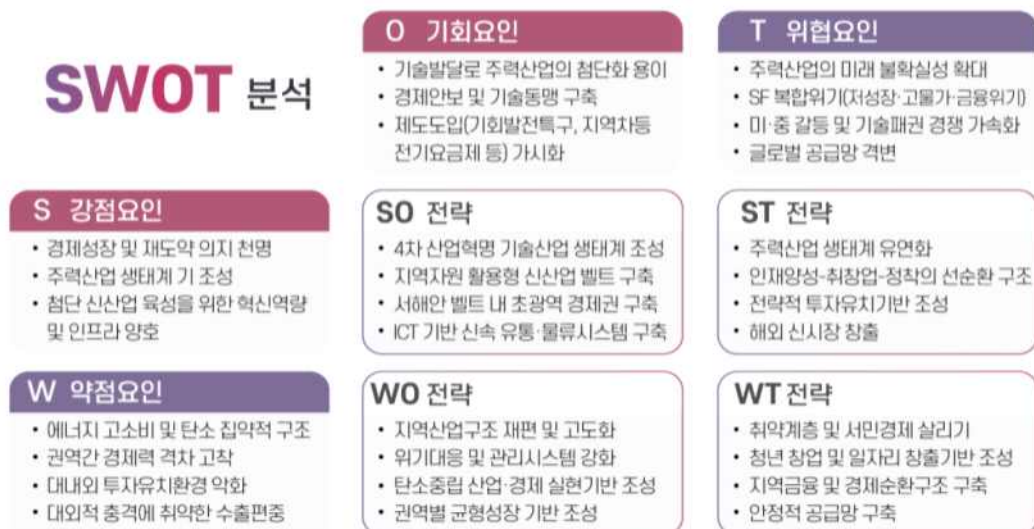 SWOT 분석
O 기회요인
• 기술발달로 주력산업의 첨단화 용이
• 경제안보 및 기술동맹 구축
• 제도도입(기회발전특구, 지역차등
전기요금제 등) 가시화
T 위협요인
• 주력산업의 미래 불확실성 확대
• SF 복합위기(저성장·고물가·금융위기)
• 미·중 갈등 및 기술패권 경쟁 가속화
• 글로벌 공급망 격변
S 강점요인
• 경제성장 및 재도약 의지 천명
• 주력산업 생태계 기 조성
• 첨단 신산업 육성을 위한 혁신역량
및 인프라 양호
SO 전략
• 4차 산업혁명 기술산업 생태계 조성
• 지역자원 활용형 신산업 벨트 구축
• 서해안 벨트 내 초광역 경제권 구축
• ICT 기반 신속 유통·물류시스템 구축
ST 전략
• 주력산업 생태계 유연화
• 인재양성-취창업-정착의 선순환 구조
• 전략적 투자유치기반 조성
• 해외 신시장 창출
W 약점요인
• 에너지 고소비 및 탄소 집약적 구조
• 권역간 경제력 격차 고착
• 대내외 투자유치환경 악화
• 대외적 충격에 취약한 수출편중
WO 전략
• 지역산업구조 재편 및 고도화
• 위기대응 및 관리시스템 강화
• 탄소중립 산업·경제 실현기반 조성
• 권역별 균형성장 기반 조성
WT 전략
• 취약계층 및 서민경제 살리기
• 청년 창업 및 일자리 창출기반 조성
• 지역금융 및 경제순환구조 구축
• 안정적 공급망 구축